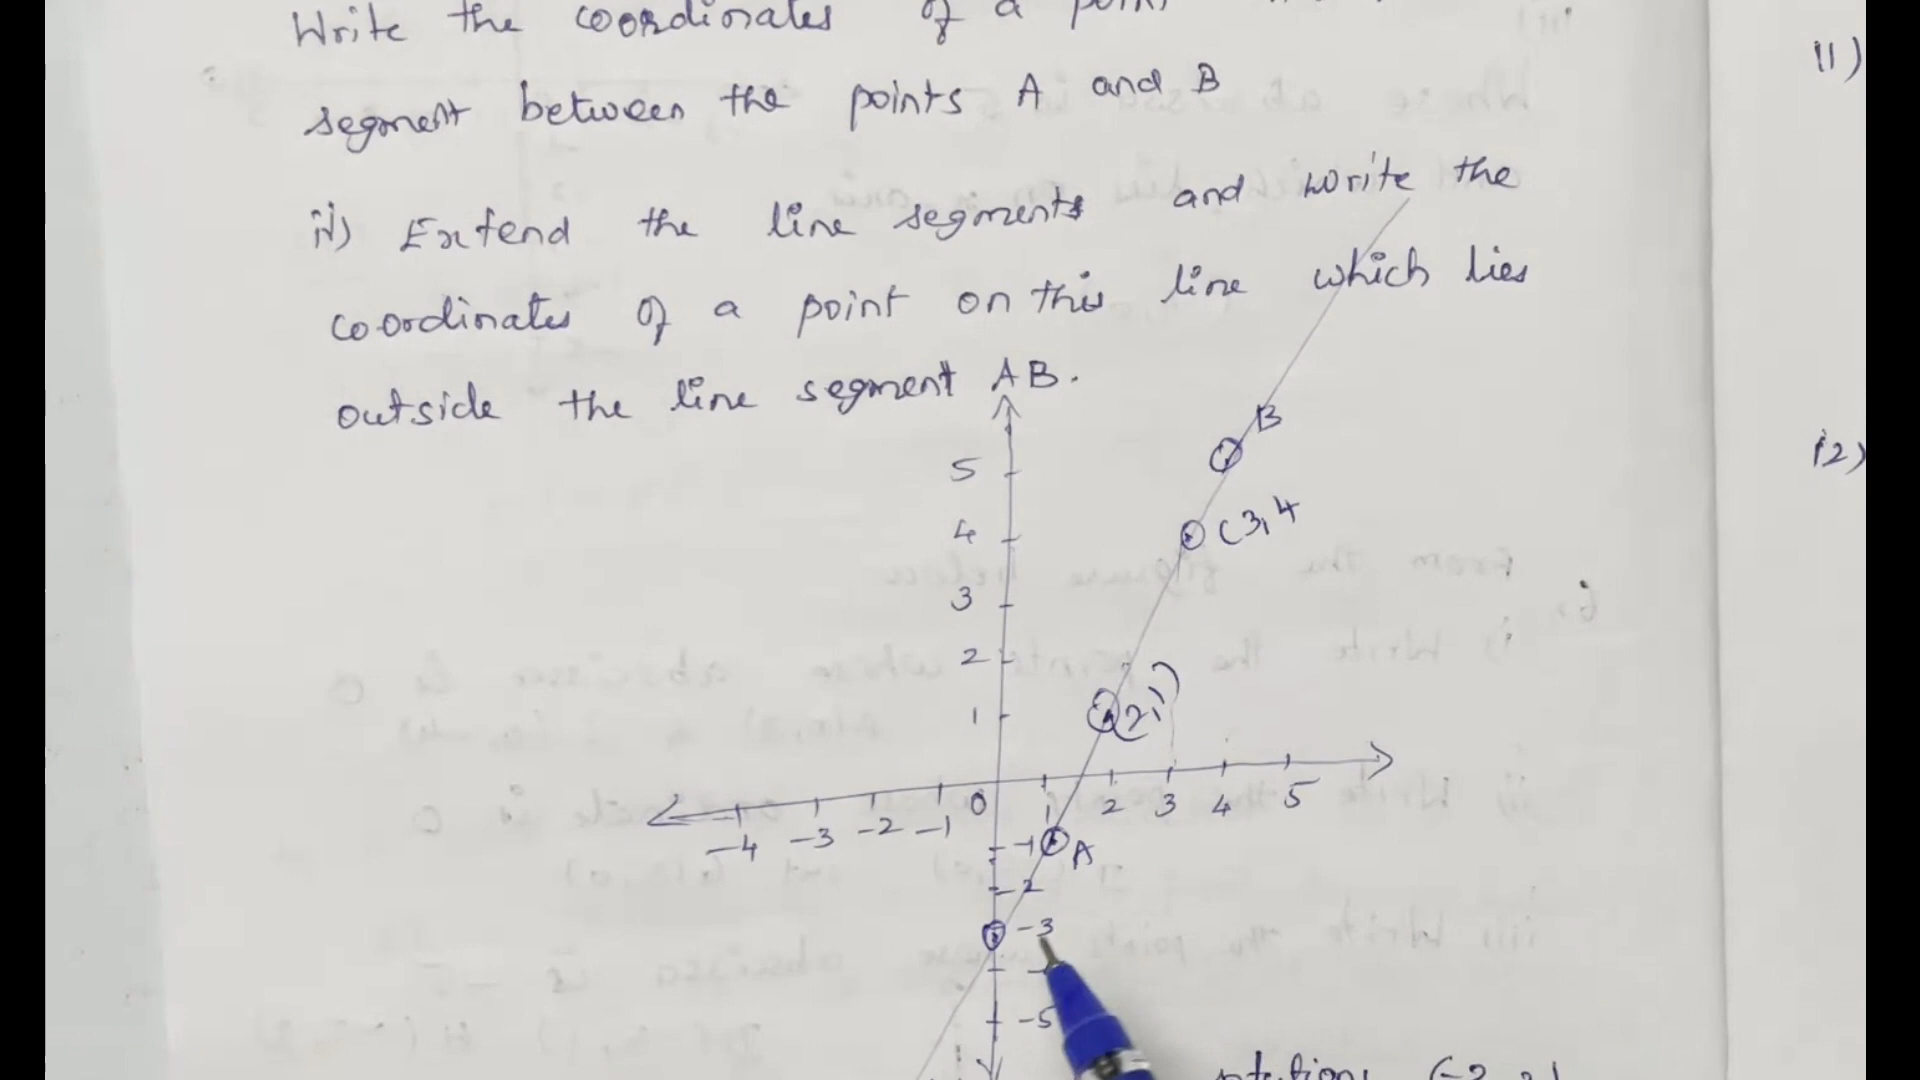 Write the coordinates of a point
segment between the points A and B
ii) Extend the line segments and write the
coordinates of a point on this line which lies
outside the line segment AB.
11)
12)
B
5
4
(3,4
3
2
1
(2,1)
-4 -3 -2 -1 0 1 2 3 4 5
-1 A
-2
-3
-5